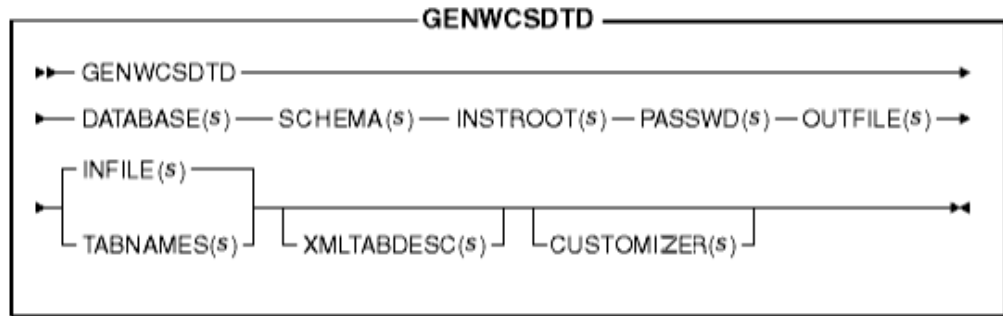 GENWCSDTD
GENWCSDTD
DATABASE(s) SCHEMA(s) INSTROOT(s) PASSWD(s) OUTFILE(s)
INFILE(s)
TABNAMES(s) XMLTABDESC(s) CUSTOMIZER(s)